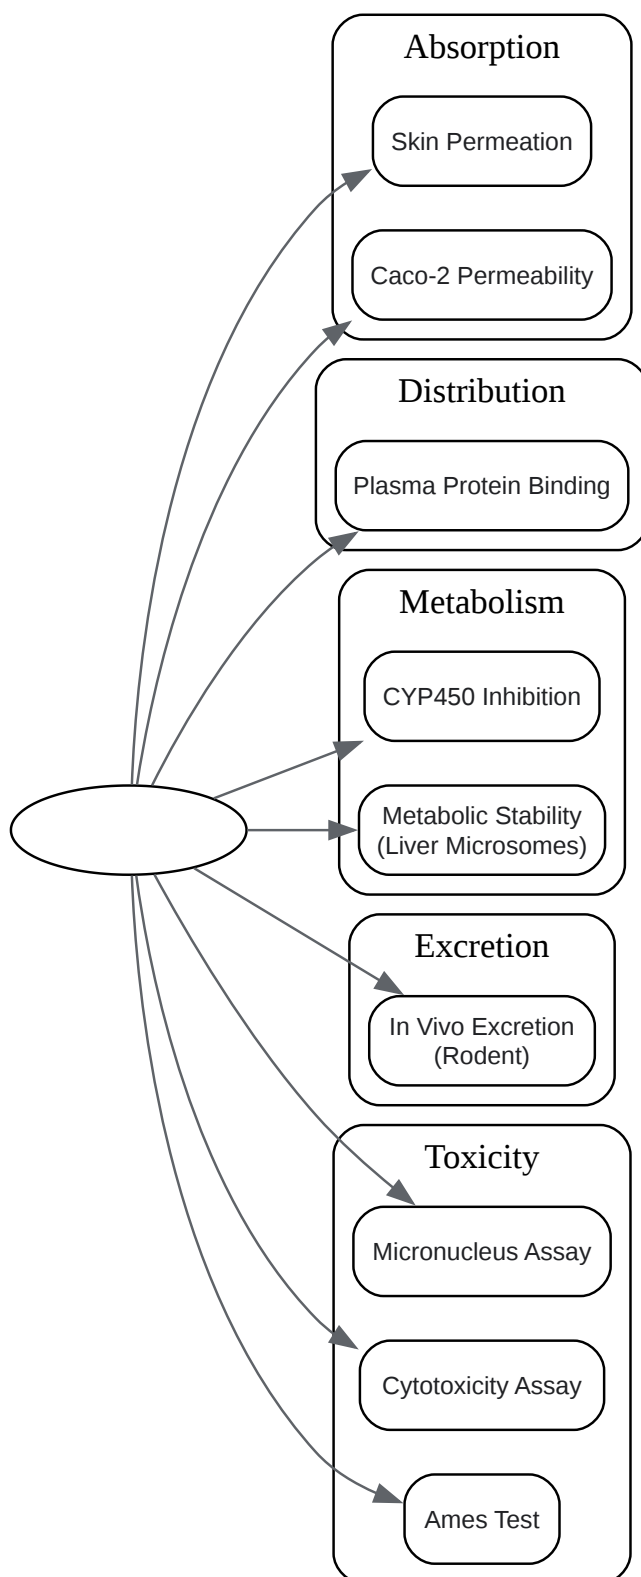 Absorption
Skin Permeation
Caco-2 Permeability
Distribution
Plasma Protein Binding
Metabolism
CYP450 Inhibition
Metabolic Stability
(Liver Microsomes)
Excretion
In Vivo Excretion
(Rodent)
Toxicity
Micronucleus Assay
Cytotoxicity Assay
Ames Test